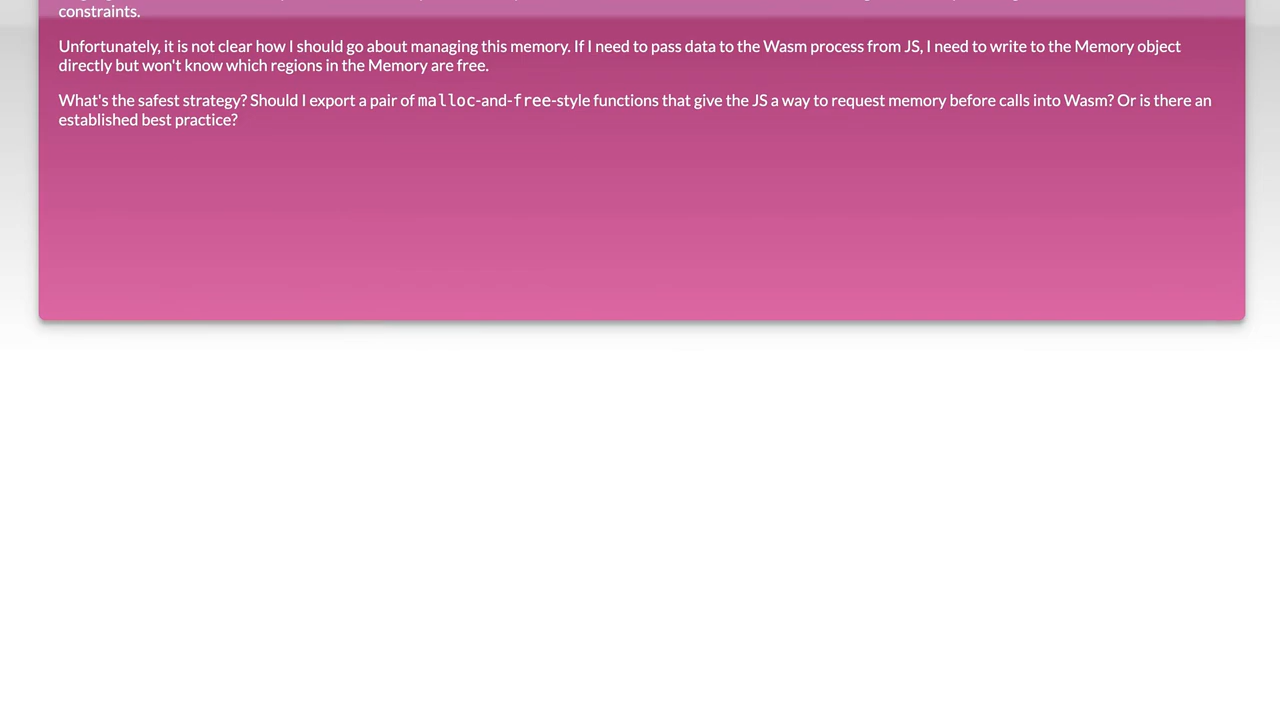 constraints.
Unfortunately, it is not clear how I should go about managing this memory. If I need to pass data to the Wasm process from JS, I need to write to the Memory object
directly but won't know which regions in the Memory are free.
What's the safest strategy? Should I export a pair of malloc-and-free-style functions that give the JS a way to request memory before calls into Wasm? Or is there an
established best practice?